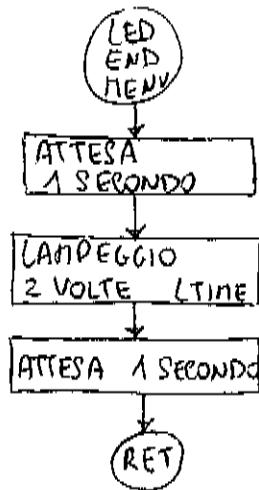 LED
END
MENU
ATTESA
1 SECONDO
LAMPEGGIO
2 VOLTE LTIME
ATTESA 1 SECONDO
RET